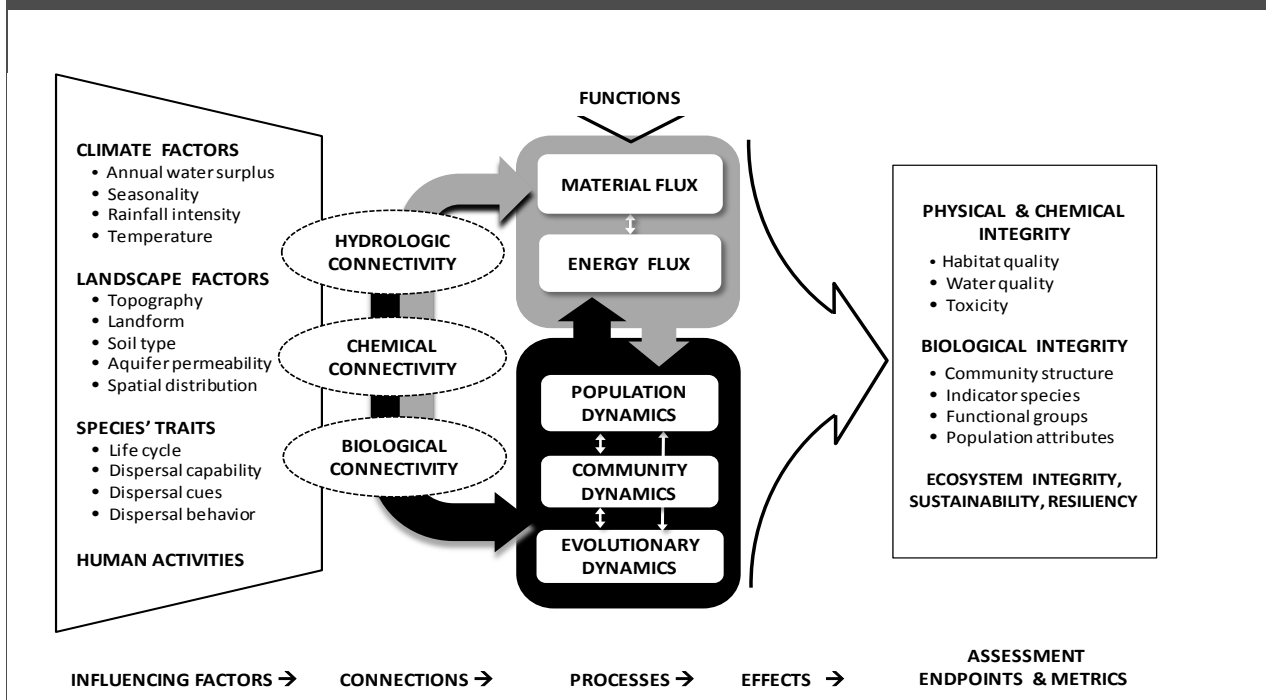 CLIMATE FACTORS
• Annual water surplus
• Seasonality
• Rainfall intensity
• Temperature
LANDSCAPE FACTORS
• Topography
• Landform
• Soil type
• Aquifer permeability
• Spatial distribution
SPECIES' TRAITS
• Life cycle
• Dispersal capability
• Dispersal cues
• Dispersal behavior
HUMAN ACTIVITIES
HYDROLOGIC
CONNECTIVITY
CHEMICAL
CONNECTIVITY
BIOLOGICAL
CONNECTIVITY
FUNCTIONS
MATERIAL FLUX
ENERGY FLUX
POPULATION
DYNAMICS
COMMUNITY
DYNAMICS
EVOLUTIONARY
DYNAMICS
PHYSICAL & CHEMICAL
INTEGRITY
• Habitat quality
• Water quality
• Toxicity
BIOLOGICAL INTEGRITY
• Community structure
• Indicator species
• Functional groups
• Population attributes
ECOSYSTEM INTEGRITY,
SUSTAINABILITY, RESILIENCY
INFLUENCING FACTORS →
CONNECTIONS →
PROCESSES →
EFFECTS →
ASSESSMENT
ENDPOINTS & METRICS